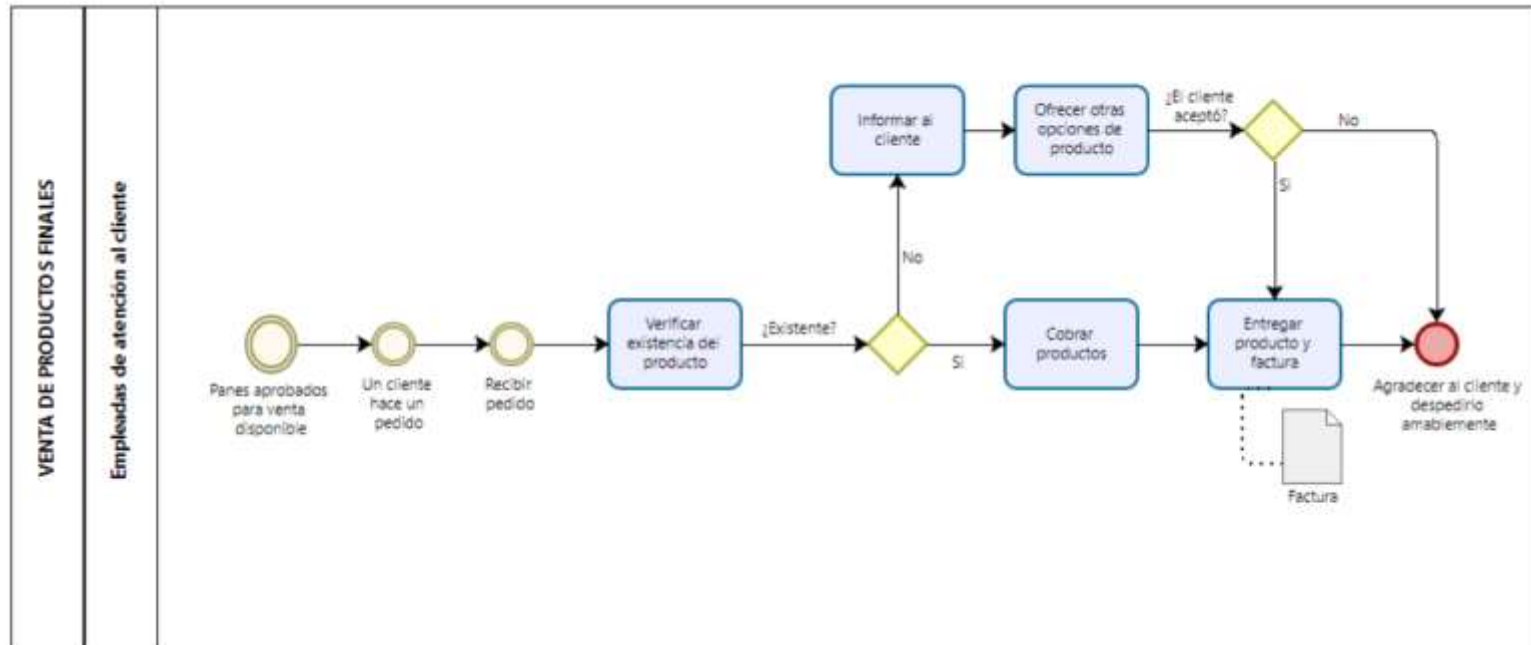 VENTA DE PRODUCTOS FINALES
Empleadas de atención al cliente
Panes aprobados
para venta
disponible
Un cliente
hace un
pedido
Recibir
pedido
Verificar
existencia del
producto
¿Existente?
No
Si
Informar al
cliente
Ofrecer otras
opciones de
producto
¿El cliente
aceptó?
No
Si
Cobrar
productos
Entregar
producto y
factura
Factura
Agradecer al cliente y
despedirlo
amablemente